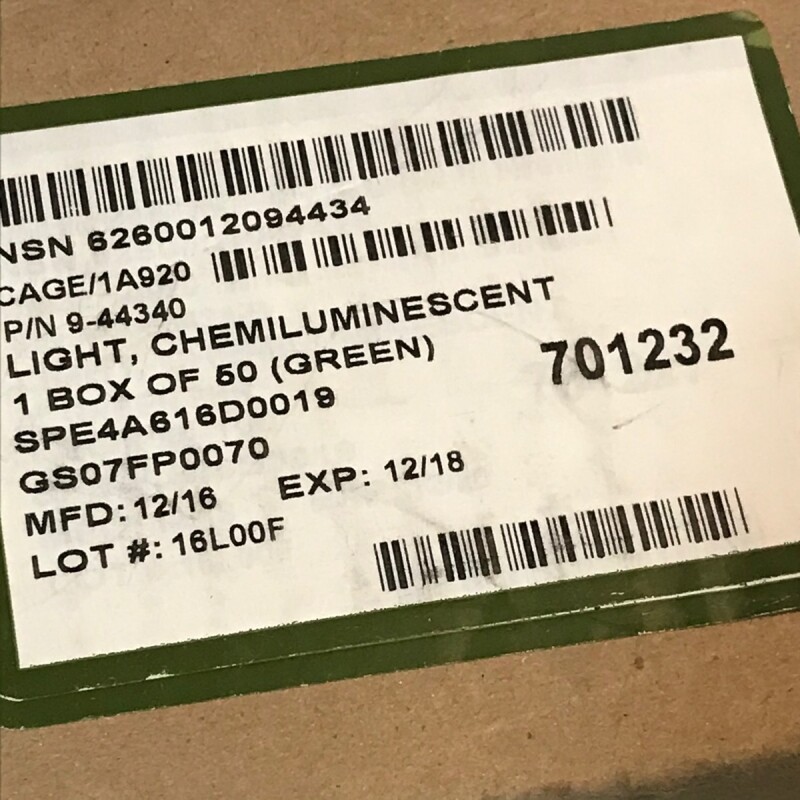 NSN 6260012094434
CAGE/1A920
P/N 9-44340
LIGHT, CHEMILUMINESCENT
1 BOX OF 50 (GREEN)
701232
SPE4A616D0019
GS07FP0070
MFD: 12/16 EXP: 12/18
LOT #: 16L00F